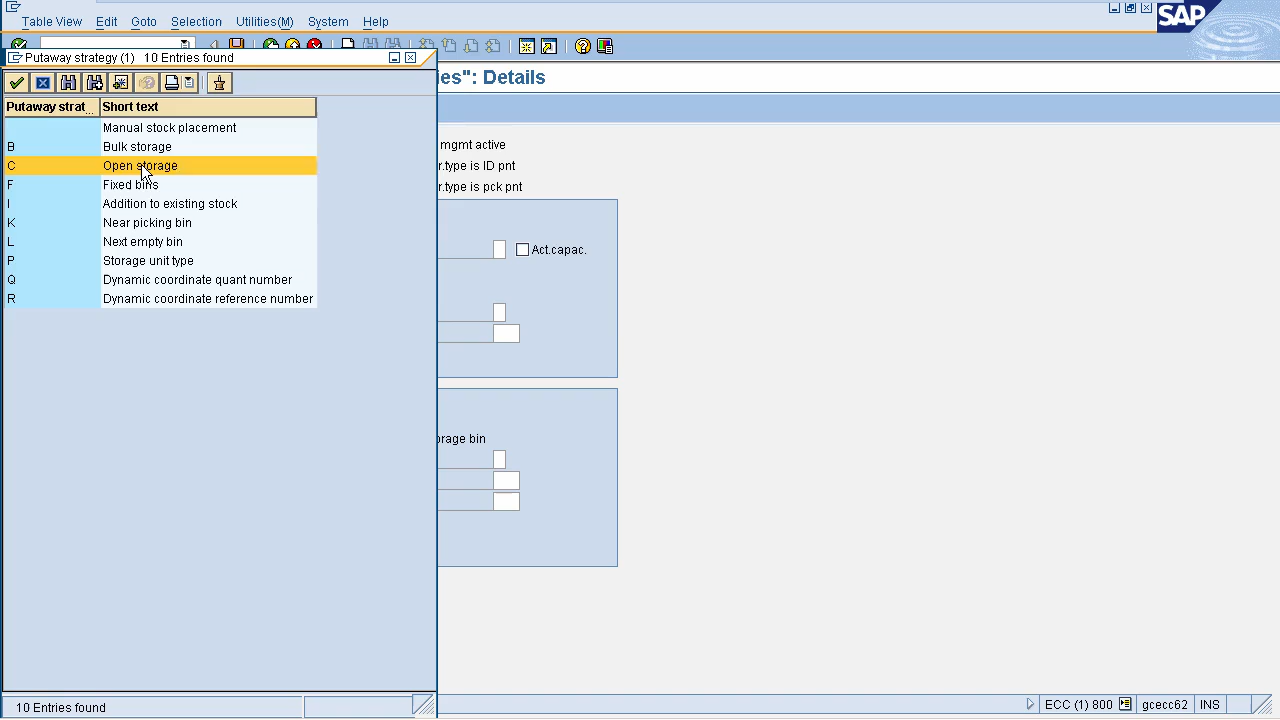 Table View Edit Goto Selection Utilities(M) System Help
SAP
Putaway strategy (1) 10 Entries found
es": Details
Putaway strat... Short text
Manual stock placement
B Bulk storage
C Open storage
F Fixed bins
I Addition to existing stock
K Near picking bin
L Next empty bin
P Storage unit type
Q Dynamic coordinate quant number
R Dynamic coordinate reference number
mgmt active
r.type is ID pnt
r.type is pck pnt
Act.capac.
orage bin
10 Entries found
ECC (1) 800 gcecc62 INS